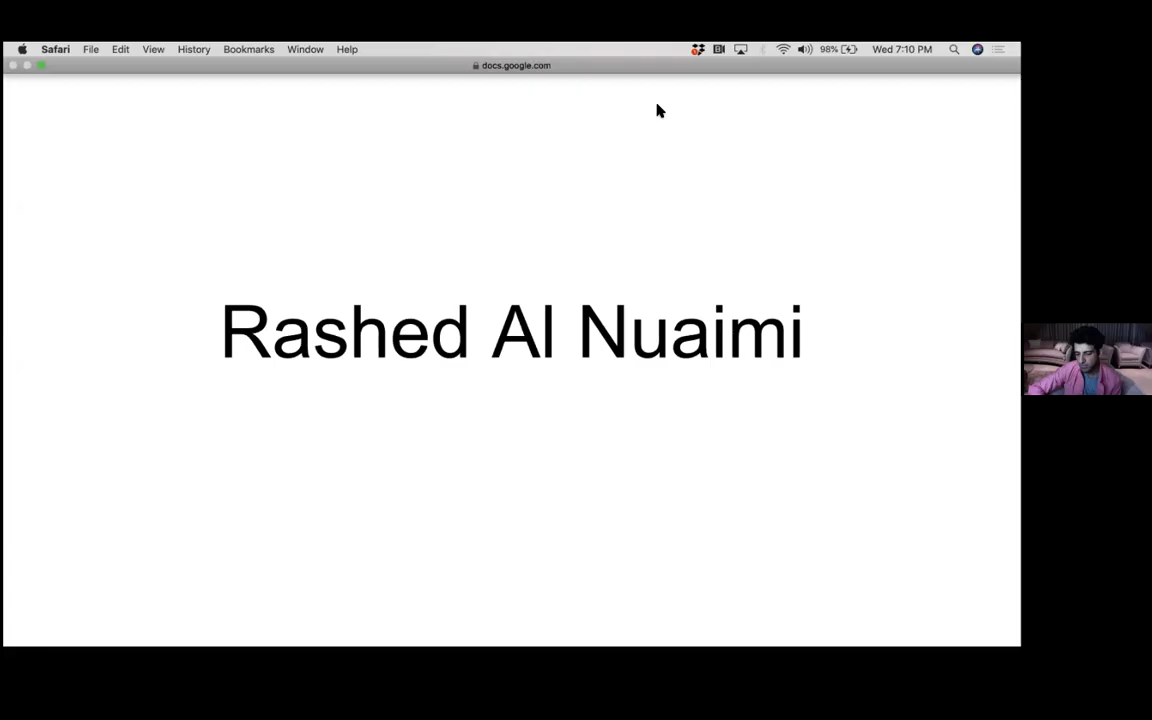 Safari File Edit View History Bookmarks Window Help 98% Wed 7:10 PM
docs.google.com
Rashed Al Nuaimi